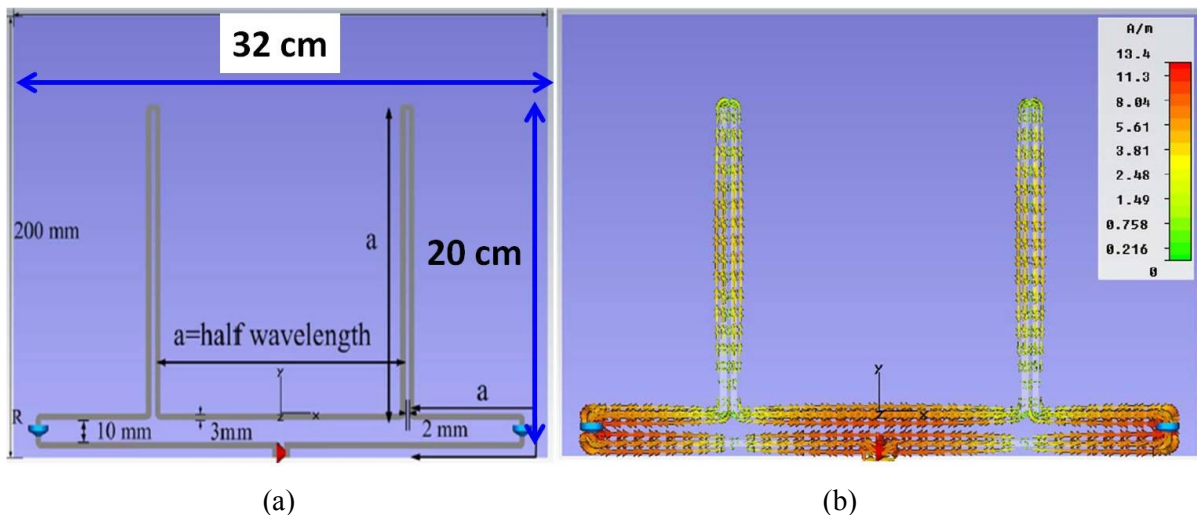 32 cm
200 mm
a
20 cm
a=half wavelength
a
y
z x
R
10 mm
3mm
2 mm
A/m
13.4
11.3
8.04
5.61
3.81
2.48
1.49
0.758
0.216
0
y
z x
(a)
(b)